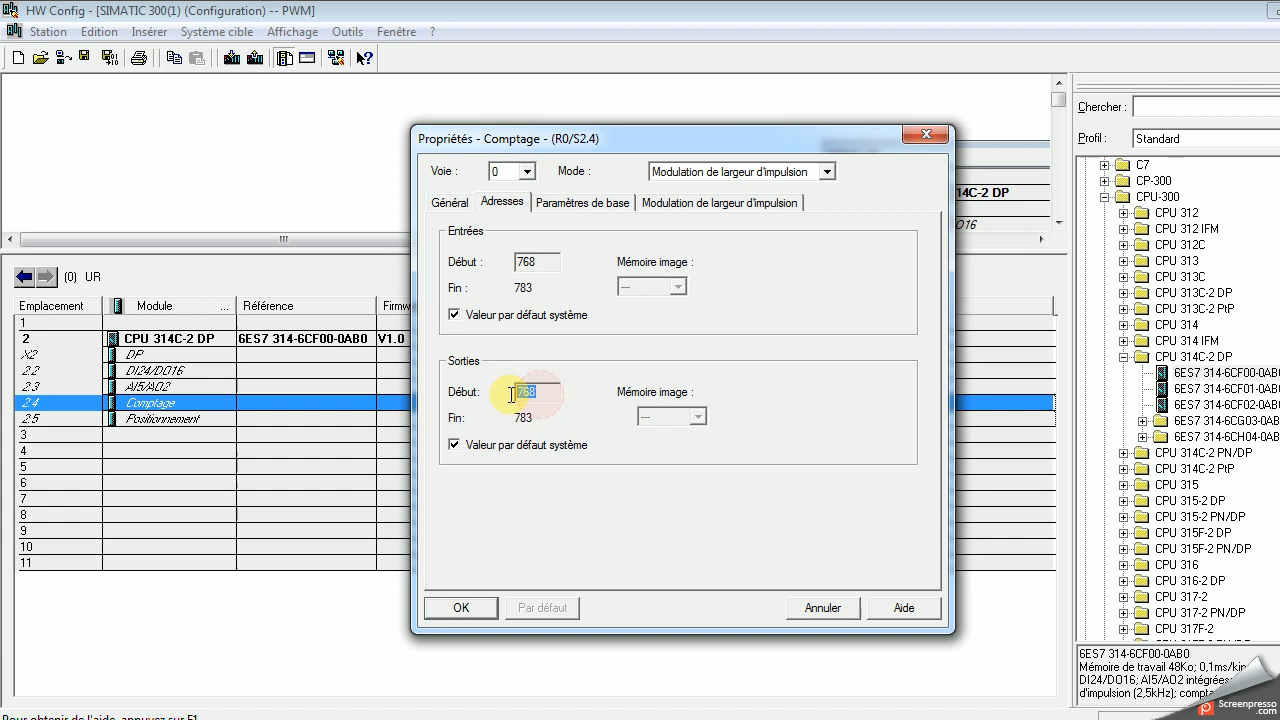 HW Config - [SIMATIC 300(1) (Configuration) -- PWM]
Station Edition Insérer Système cible Affichage Outils Fenêtre ?
Chercher :
Profil : Standard
C7
CP-300
CPU-300
CPU 312
CPU 312 IFM
CPU 312C
CPU 313
CPU 313C
CPU 313C-2 DP
CPU 313C-2 PtP
CPU 314
CPU 314 IFM
CPU 314C-2 DP
6ES7 314-6CF00-0AB0
6ES7 314-6CF01-0AB0
6ES7 314-6CF02-0AB0
6ES7 314-6CG03-0AB0
6ES7 314-6CH04-0AB0
CPU 314C-2 PN/DP
CPU 314C-2 PtP
CPU 315
CPU 315-2 DP
CPU 315-2 PN/DP
CPU 315F-2 DP
CPU 315F-2 PN/DP
CPU 316
CPU 316-2 DP
CPU 317-2
CPU 317-2 PN/DP
CPU 317F-2
6ES7 314-6CF00-0AB0
Mémoire de travail 48Ko; 0,1ms/kin
DI24/DO16; AI5/AO2 intégrées
d'impulsion (2,5kHz); compta
14C-2 DP
O16
(0) UR
Emplacement Module ... Référence Firmw
1
2 CPU 314C-2 DP 6ES7 314-6CF00-0AB0 V1.0
X2 DP
2.2 DI24/DO16
2.3 AI5/AO2
2.4 Comptage
2.5 Positionnement
3
4
5
6
7
8
9
10
11
Propriétés - Comptage - (R0/S2.4)
Voie : 0 Mode : Modulation de largeur d'impulsion
Général Adresses Paramètres de base Modulation de largeur d'impulsion
Entrées
Début : 768 Mémoire image :
Fin : 783 ---
Valeur par défaut système
Sorties
Début: 768 Mémoire image :
Fin: 783 ---
Valeur par défaut système
OK Par défaut Annuler Aide
Pour obtenir de l'aide, appuyez sur F1.
Screenpresso
.com